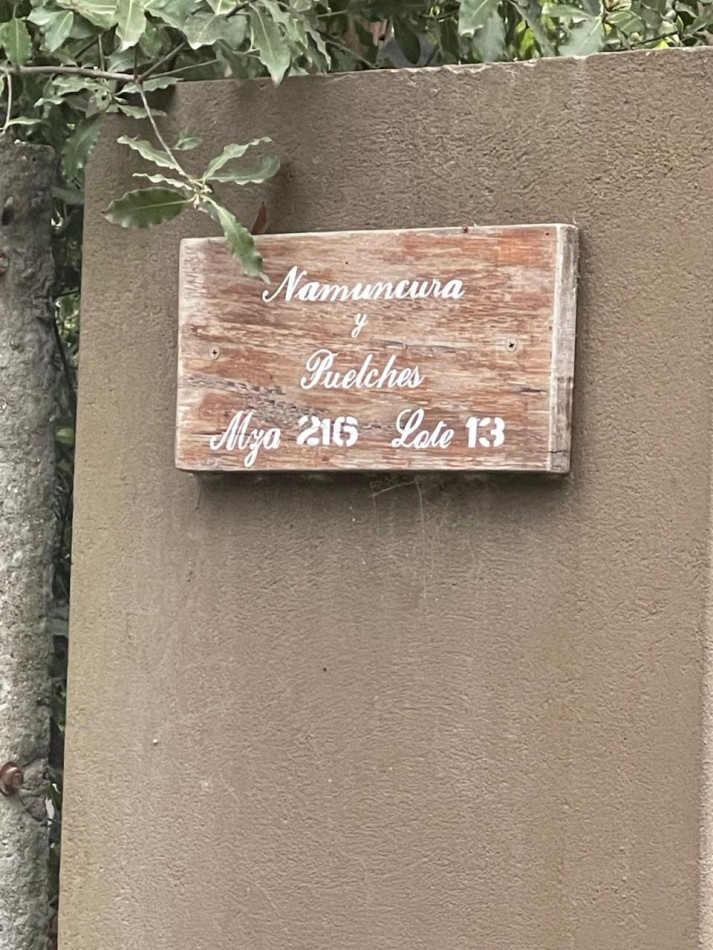 Namuncura
y
Puelches
Mza 216 Lote 13